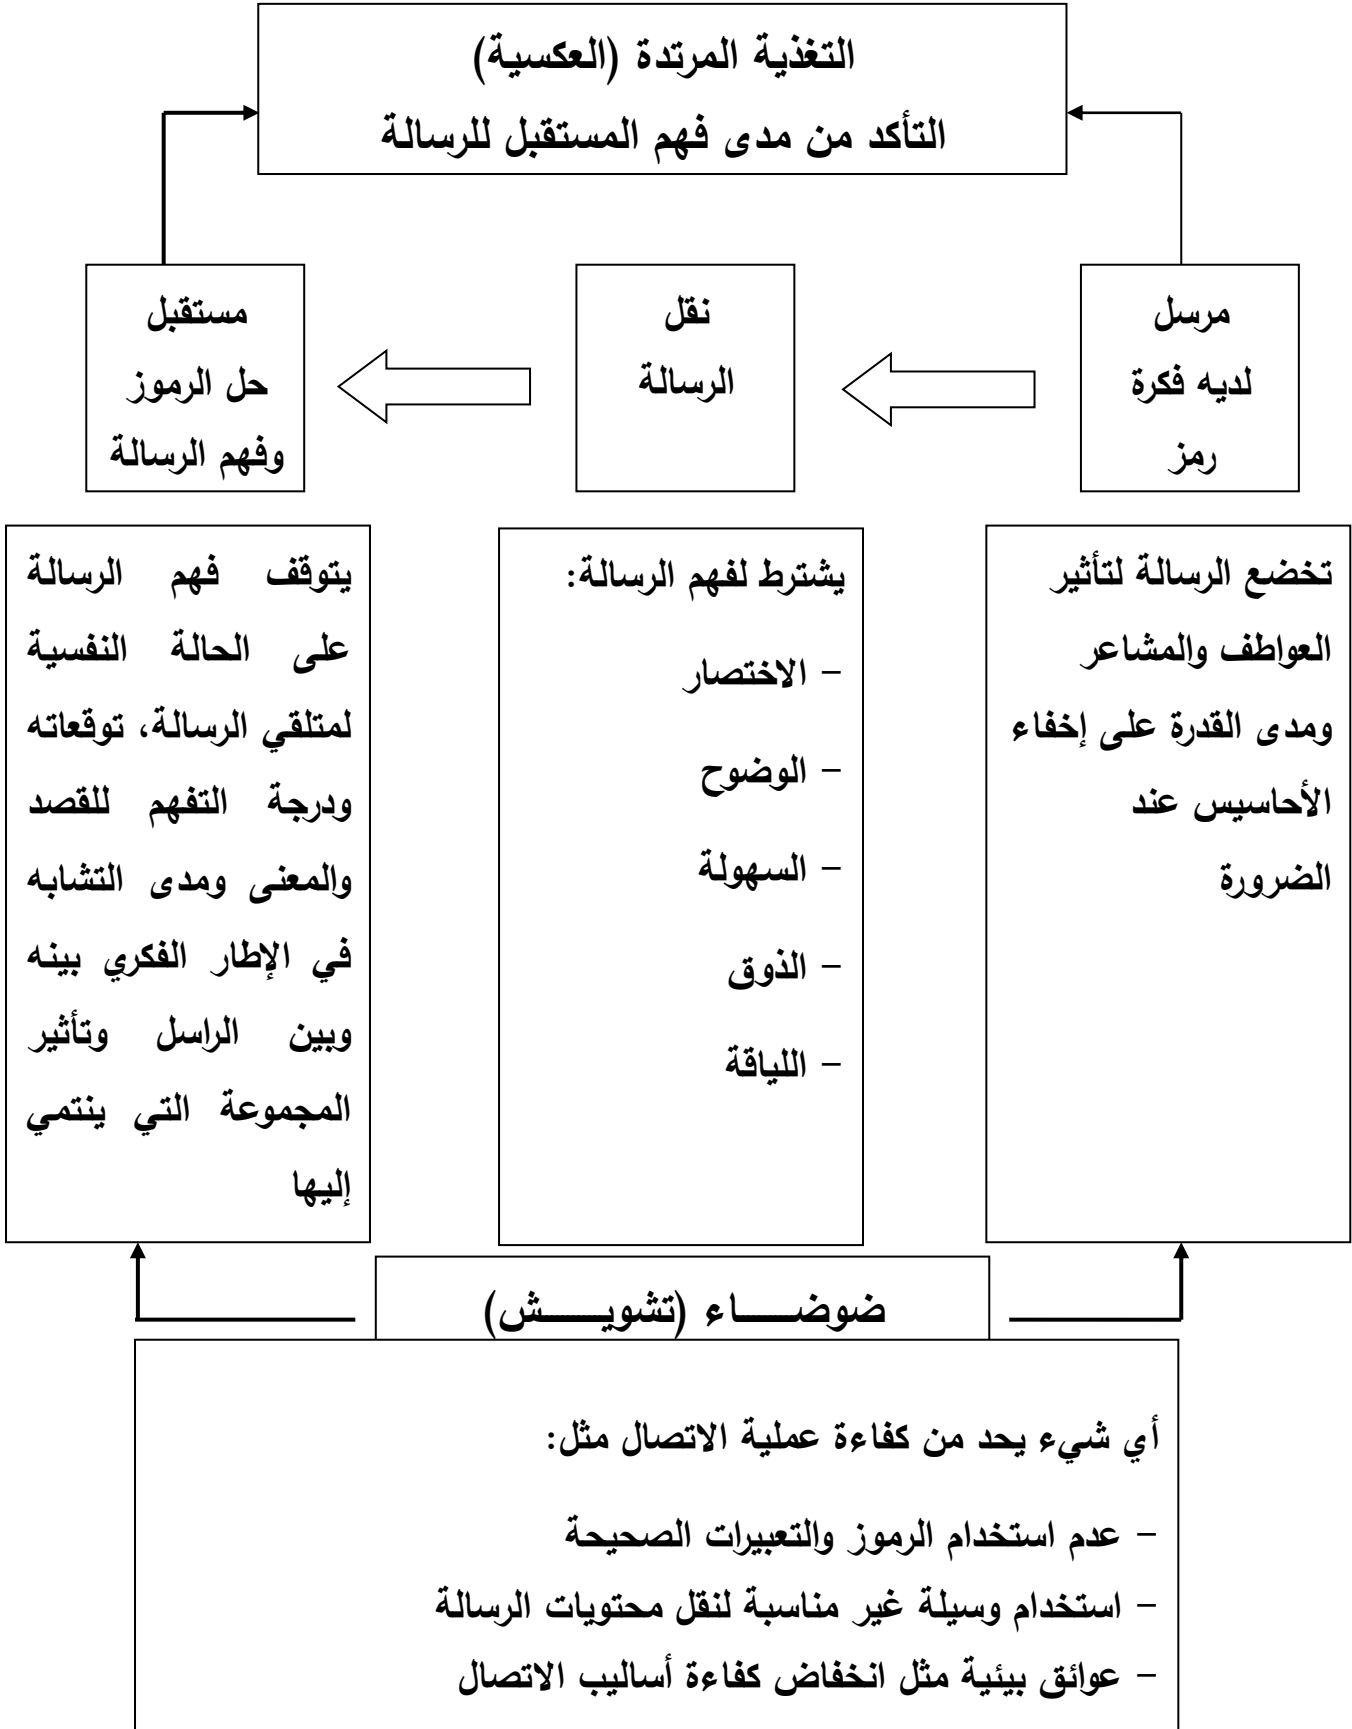 التغذية المرتدة (العكسية)
التأكد من مدى فهم المستقبل للرسالة
مرسل
لديه فكرة
رمز
نقل
الرسالة
مستقبل
حل الرموز
وفهم الرسالة
تخضع الرسالة لتأثير
العواطف والمشاعر
ومدى القدرة على إخفاء
الأحاسيس عند
الضرورة
يشترط لفهم الرسالة:
- الاختصار
- الوضوح
- السهولة
- الذوق
- اللياقة
يتوقف فهم الرسالة
على الحالة النفسية
لمتلقي الرسالة، توقعاته
ودرجة التفهم للقصد
والمعنى ومدى التشابه
في الإطار الفكري بينه
وبين الراسل وتأثير
المجموعة التي ينتمي
إليها
ضوضــــاء (تشويــــش)
أي شيء يحد من كفاءة عملية الاتصال مثل:
- عدم استخدام الرموز والتعبيرات الصحيحة
- استخدام وسيلة غير مناسبة لنقل محتويات الرسالة
- عوائق بيئية مثل انخفاض كفاءة أساليب الاتصال